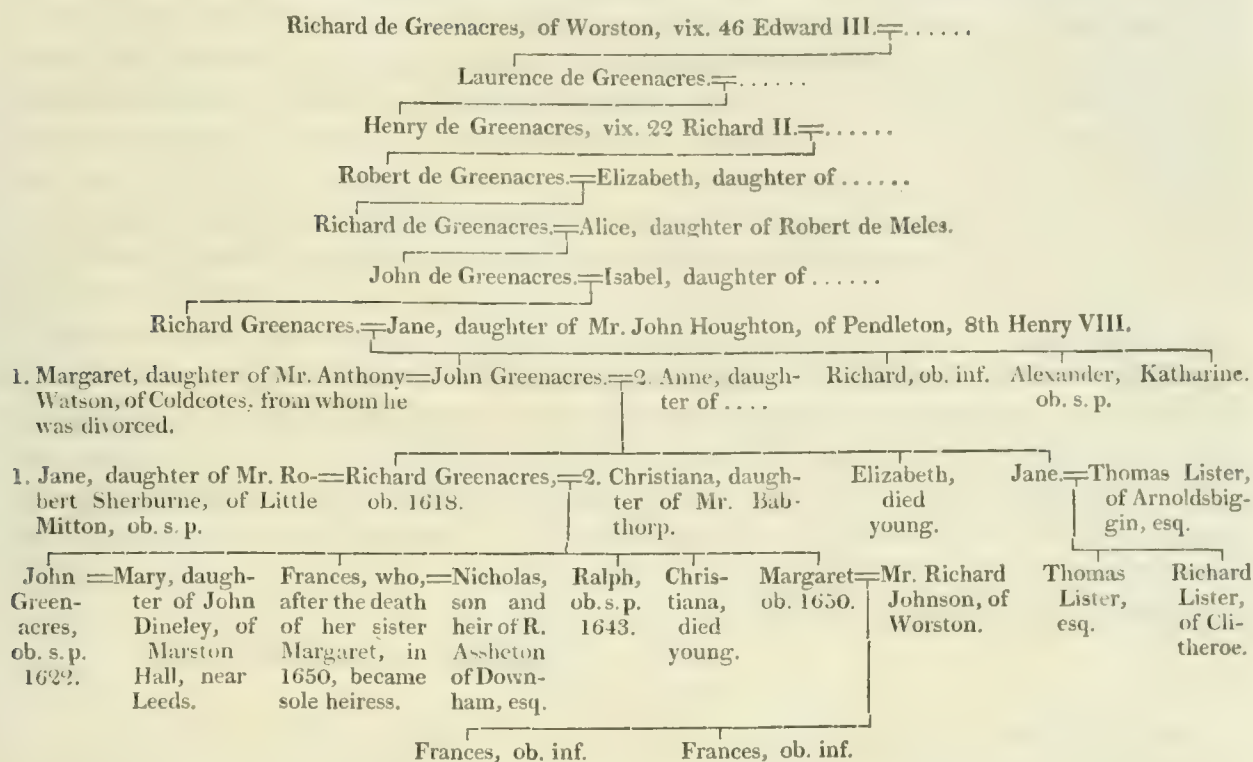 Richard de Greenacres, of Worston, vix. 46 Edward III.=......
Laurence de Greenacres.=......
Henry de Greenacres, vix. 22 Richard II.=......
Robert de Greenacres.=Elizabeth, daughter of ......
Richard de Greenacres.=Alice, daughter of Robert de Meles.
John de Greenacres.=Isabel, daughter of ......
Richard Greenacres.=Jane, daughter of Mr. John Houghton, of Pendleton, 8th Henry VIII.
1. Margaret, daughter of Mr. Anthony=John Greenacres.=2. Anne, daugh- Richard, ob. inf. Alexander, Katharine.
Watson, of Coldcotes, from whom he ter of .... ob. s. p.
was divorced.
1. Jane, daughter of Mr. Ro-=Richard Greenacres,=2. Christiana, daugh- Elizabeth, Jane.=Thomas Lister,
bert Sherburne, of Little ob. 1618. ter of Mr. Bab- died of Arnoldsbig-
Mitton, ob. s. p. thorp. young. gin, esq.
John =Mary, daugh- Frances, who,=Nicholas, Ralph, Chris- Margaret=Mr. Richard Thomas Richard
Green- ter of John after the death son and ob. s. p. tiana, ob. 1650. Johnson, of Lister, Lister,
acres, Dineley, of of her sister heir of R. 1643. died Worston. esq. of Cli-
ob. s. p. Marston Margaret, in Assheton young. theroe.
1622. Hall, near 1650, became of Down-
Leeds. sole heiress. ham, esq.
Frances, ob. inf. Frances, ob. inf.